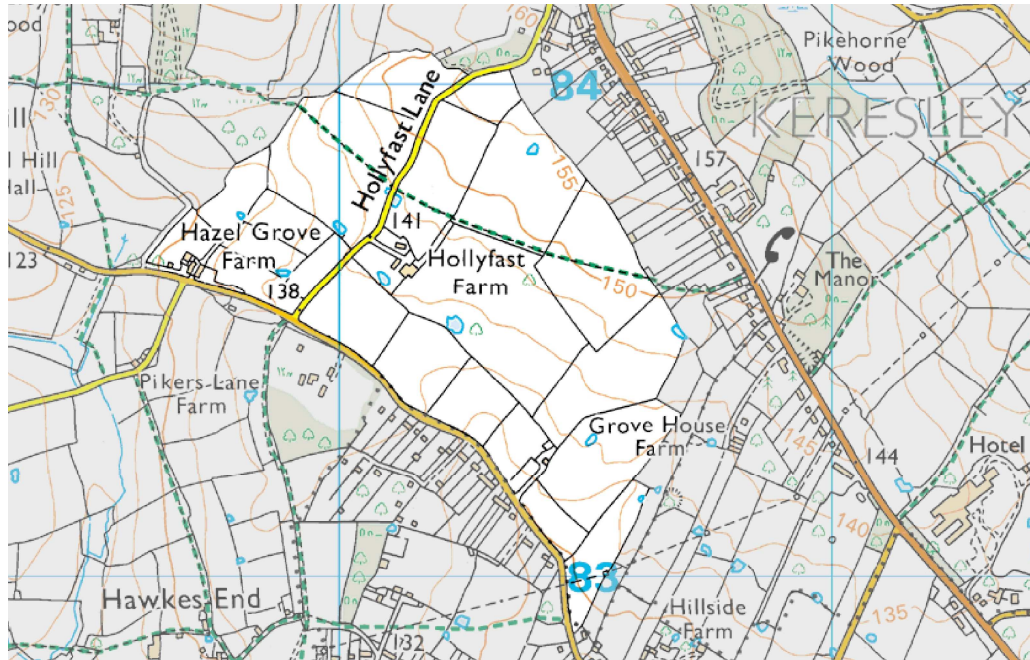 ood
160
Pikehorne
Wood
84
KERESLEY
130
Hollyfast Lane
155
157
ill
l Hill
Hall
125
141
Hazel Grove
Farm
Hollyfast
Farm
The
Manor
123
138
150
Pikers-Lane
Farm
Grove House
Farm
145
144
Hotel
140
83
Hawkes End
Hillside
Farm
135
132